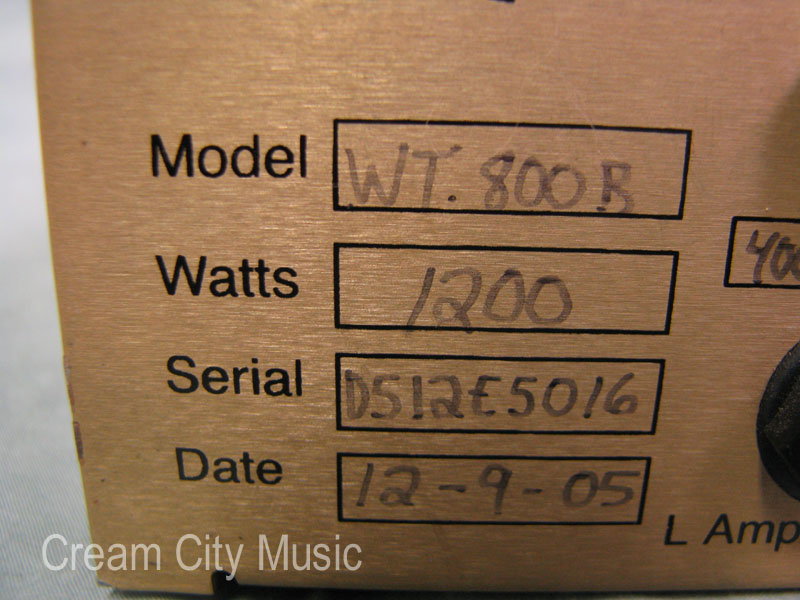 Model WT. 800B
Watts 1200
Serial D512E5016
Date 12-9-05
L Amp
Cream City Music